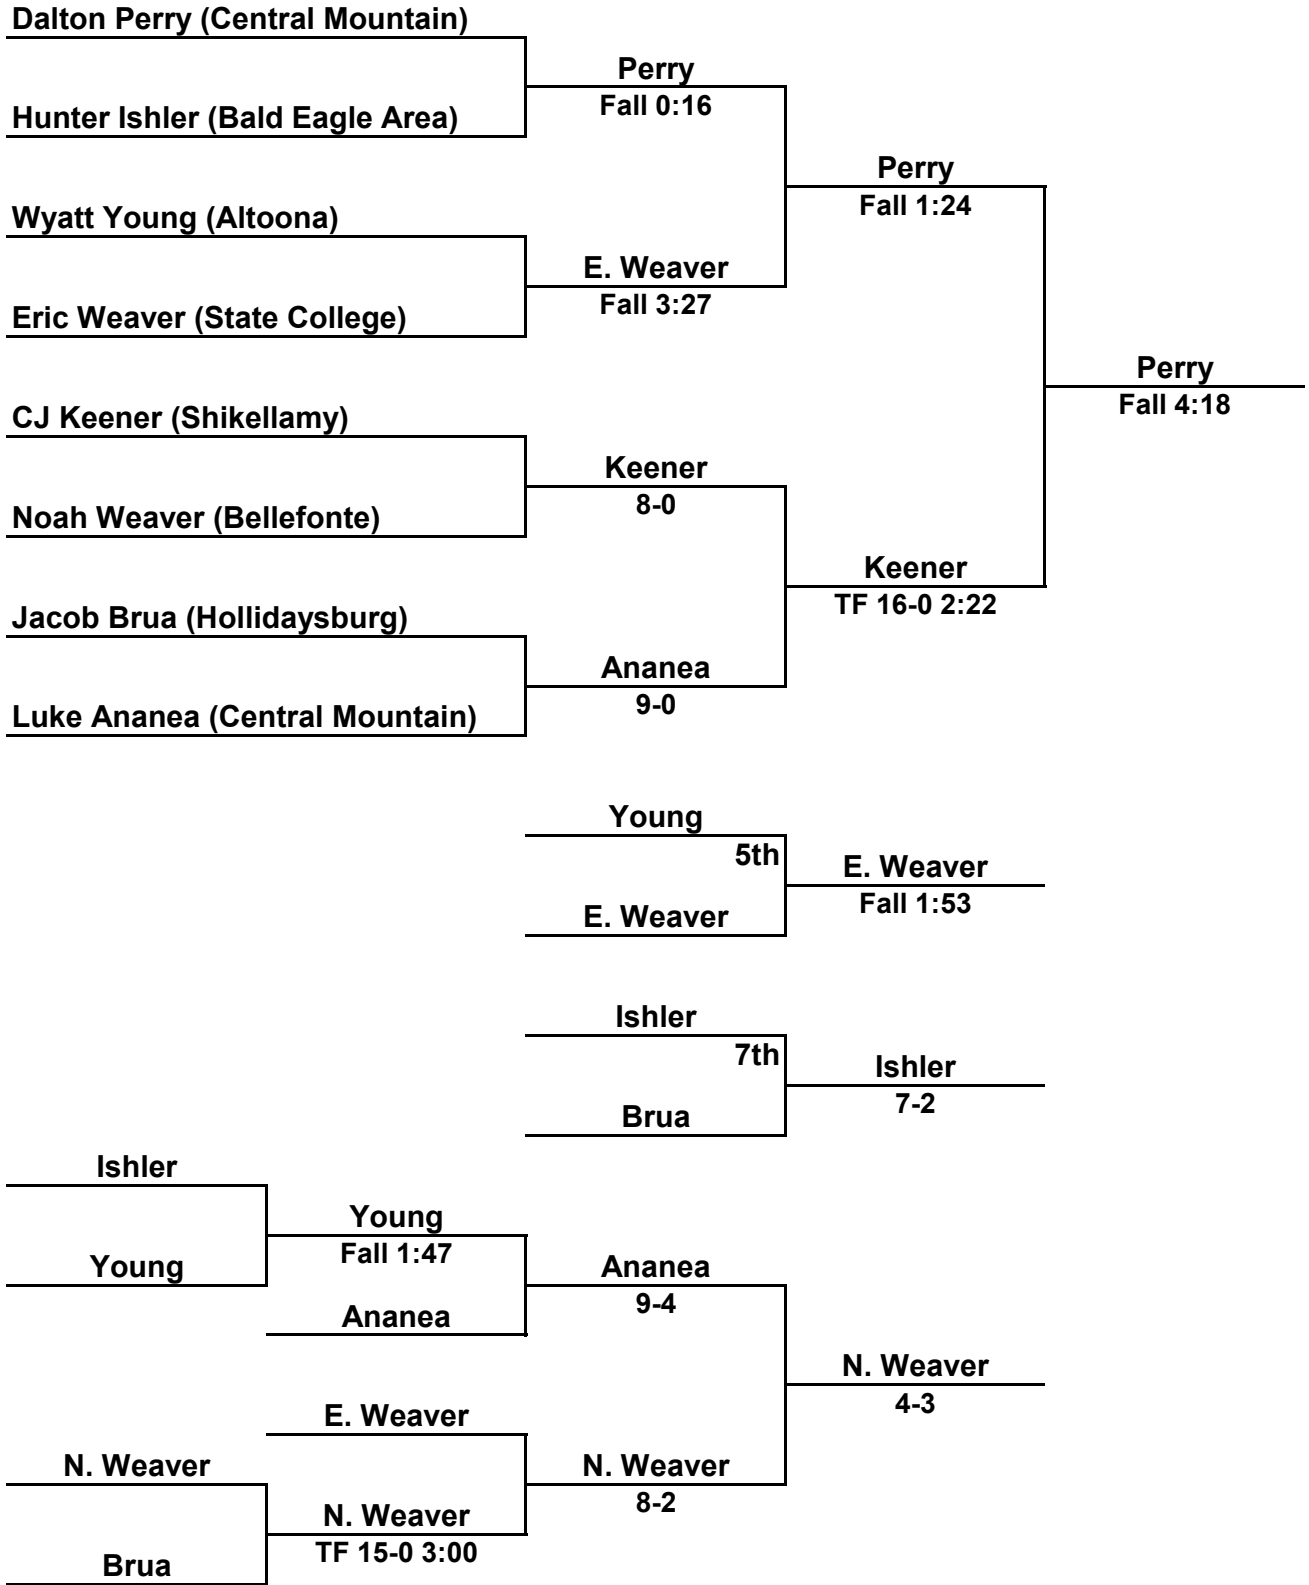 Dalton Perry (Central Mountain)
Perry
Fall 0:16
Hunter Ishler (Bald Eagle Area)
Perry
Fall 1:24
Wyatt Young (Altoona)
E. Weaver
Fall 3:27
Eric Weaver (State College)
Perry
Fall 4:18
CJ Keener (Shikellamy)
Keener
8-0
Noah Weaver (Bellefonte)
Keener
TF 16-0 2:22
Jacob Brua (Hollidaysburg)
Ananea
9-0
Luke Ananea (Central Mountain)
Young
5th
E. Weaver
Fall 1:53
E. Weaver
Ishler
7th
Ishler
7-2
Brua
Ishler
Young
Fall 1:47
Young
Ananea
9-4
Ananea
N. Weaver
4-3
E. Weaver
N. Weaver
N. Weaver
8-2
N. Weaver
TF 15-0 3:00
Brua